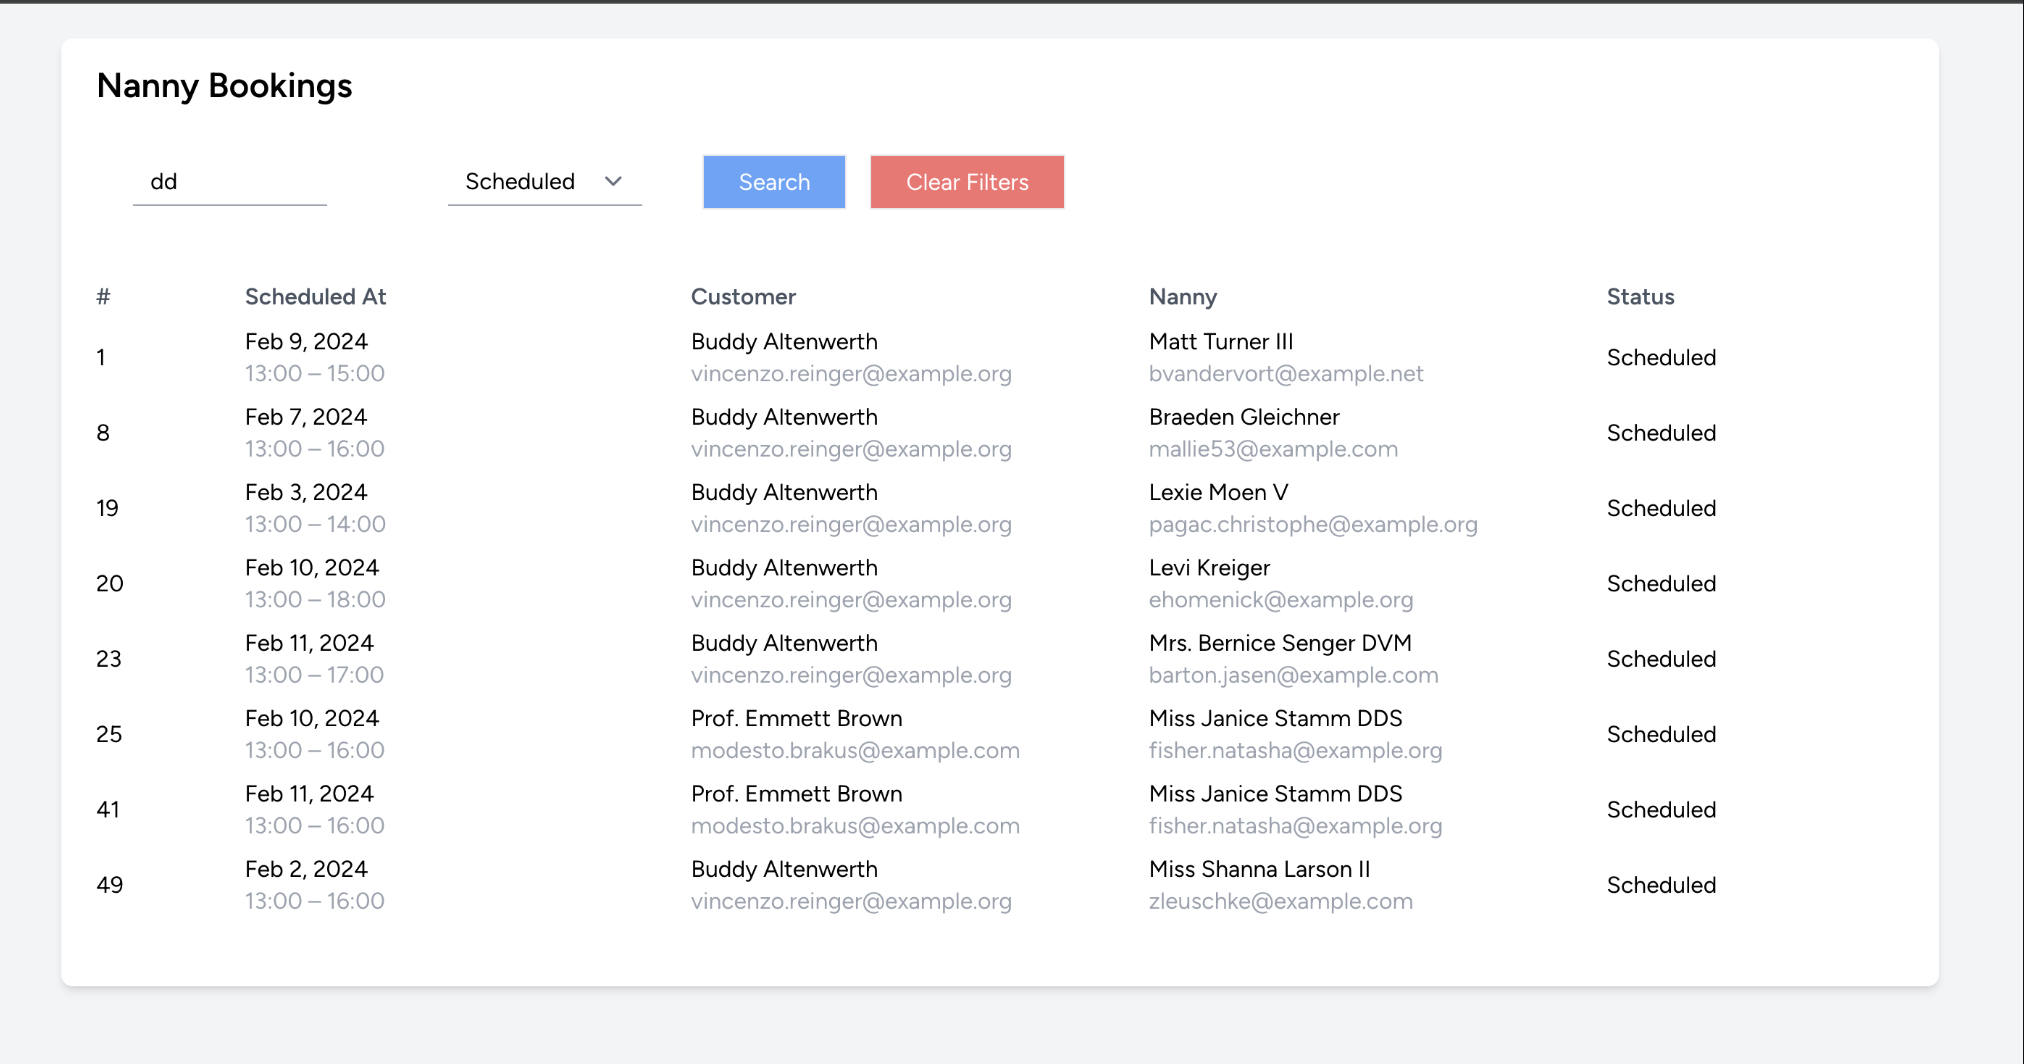 Nanny Bookings
dd
Scheduled
Search
Clear Filters
# Scheduled At Customer Nanny Status
1 Feb 9, 2024 Buddy Altenwerth Matt Turner III Scheduled
13:00 – 15:00 vincenzo.reinger@example.org bvandervort@example.net
8 Feb 7, 2024 Buddy Altenwerth Braeden Gleichner Scheduled
13:00 – 16:00 vincenzo.reinger@example.org mallie53@example.com
19 Feb 3, 2024 Buddy Altenwerth Lexie Moen V Scheduled
13:00 – 14:00 vincenzo.reinger@example.org pagac.christophe@example.org
20 Feb 10, 2024 Buddy Altenwerth Levi Kreiger Scheduled
13:00 – 18:00 vincenzo.reinger@example.org ehomenick@example.org
23 Feb 11, 2024 Buddy Altenwerth Mrs. Bernice Senger DVM Scheduled
13:00 – 17:00 vincenzo.reinger@example.org barton.jasen@example.com
25 Feb 10, 2024 Prof. Emmett Brown Miss Janice Stamm DDS Scheduled
13:00 – 16:00 modesto.brakus@example.com fisher.natasha@example.org
41 Feb 11, 2024 Prof. Emmett Brown Miss Janice Stamm DDS Scheduled
13:00 – 16:00 modesto.brakus@example.com fisher.natasha@example.org
49 Feb 2, 2024 Buddy Altenwerth Miss Shanna Larson II Scheduled
13:00 – 16:00 vincenzo.reinger@example.org zleuschke@example.com